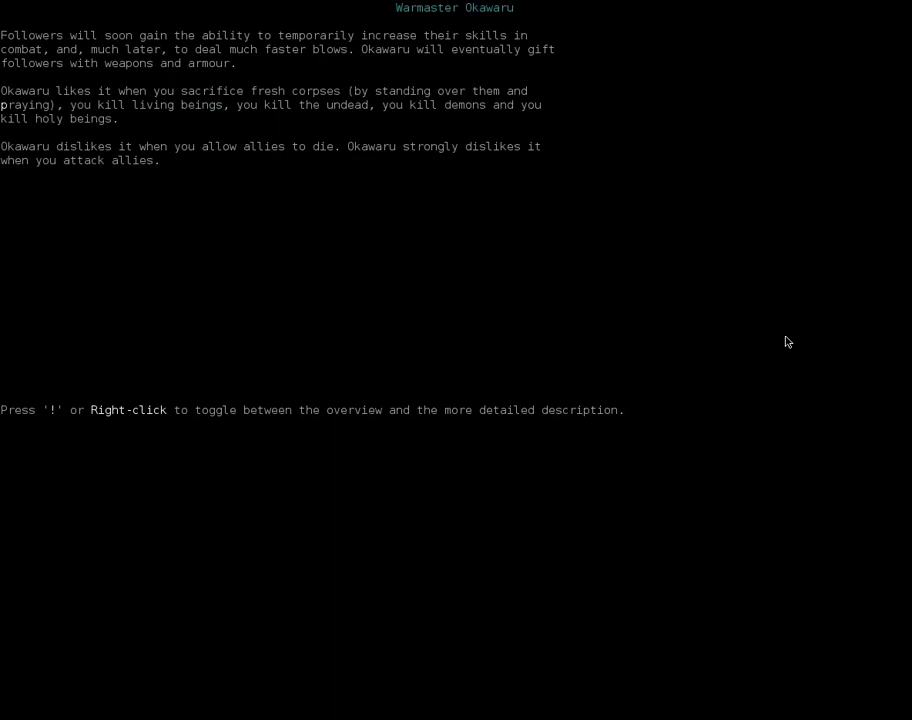 Warmaster Okawaru
Followers will soon gain the ability to temporarily increase their skills in
combat, and, much later, to deal much faster blows. Okawaru will eventually gift
followers with weapons and armour.
Okawaru likes it when you sacrifice fresh corpses (by standing over them and
praying), you kill living beings, you kill the undead, you kill demons and you
kill holy beings.
Okawaru dislikes it when you allow allies to die. Okawaru strongly dislikes it
when you attack allies.
Press '!' or Right-click to toggle between the overview and the more detailed description.